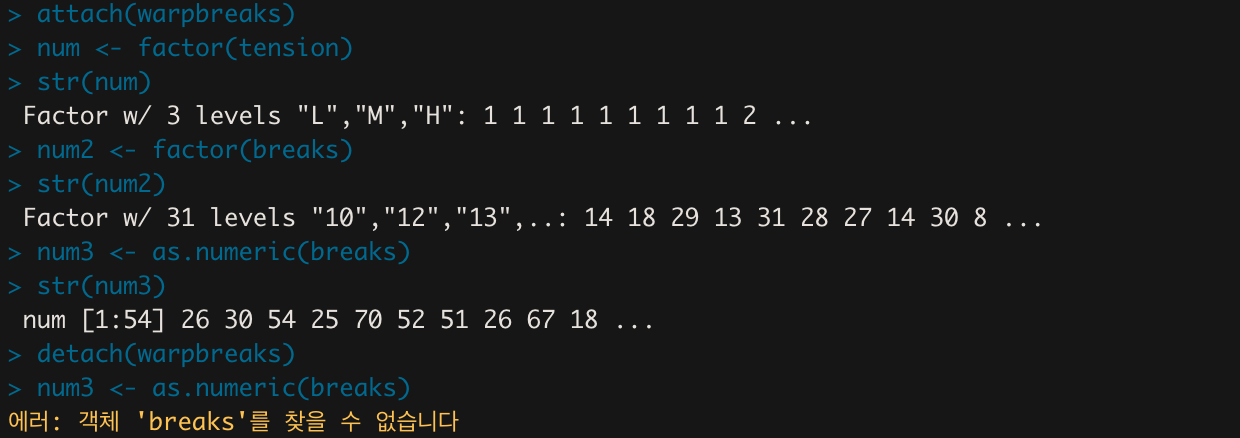 > attach(warpbreaks)
> num <- factor(tension)
> str(num)
 Factor w/ 3 levels "L","M","H": 1 1 1 1 1 1 1 1 1 2 ...
> num2 <- factor(breaks)
> str(num2)
 Factor w/ 31 levels "10","12","13",..: 14 18 29 13 31 28 27 14 30 8 ...
> num3 <- as.numeric(breaks)
> str(num3)
 num [1:54] 26 30 54 25 70 52 51 26 67 18 ...
> detach(warpbreaks)
> num3 <- as.numeric(breaks)
에러: 객체 'breaks'를 찾을 수 없습니다